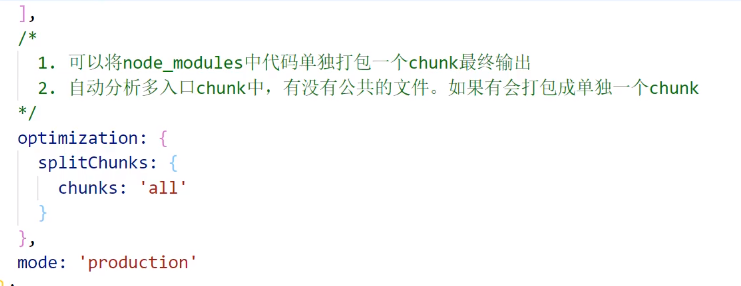 ],
/*
1. 可以将node_modules中代码单独打包一个chunk最终输出
2. 自动分析多入口chunk中，有没有公共的文件。如果有会打包成单独一个chunk
*/
optimization: {
splitChunks: {
chunks: 'all'
}
},
mode: 'production'